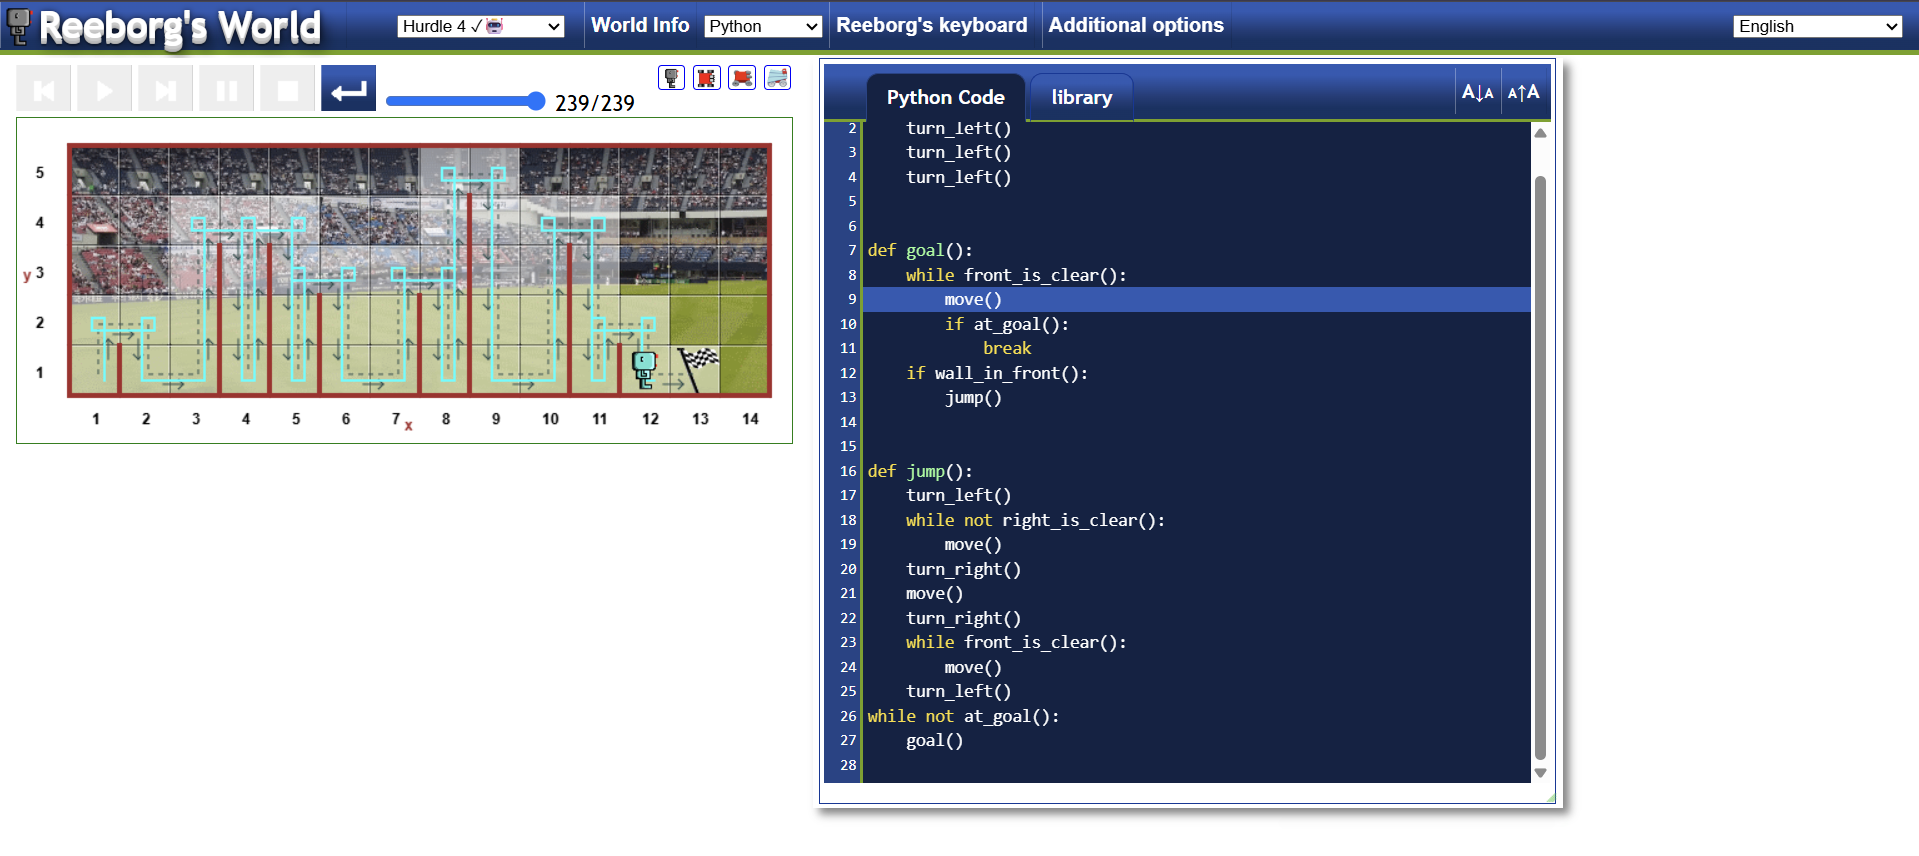 Reeborg's World
Hurdle 4 ✓
World Info
Python
Reeborg's keyboard
Additional options
English
239/239
Python Code
library
A↓A
A↑A
5
4
y 3
2
1
1 2 3 4 5 6 7 x 8 9 10 11 12 13 14
2 turn_left()
3 turn_left()
4 turn_left()
5
6
7 def goal():
8 while front_is_clear():
9 move()
10 if at_goal():
11 break
12 if wall_in_front():
13 jump()
14
15
16 def jump():
17 turn_left()
18 while not right_is_clear():
19 move()
20 turn_right()
21 move()
22 turn_right()
23 while front_is_clear():
24 move()
25 turn_left()
26 while not at_goal():
27 goal()
28